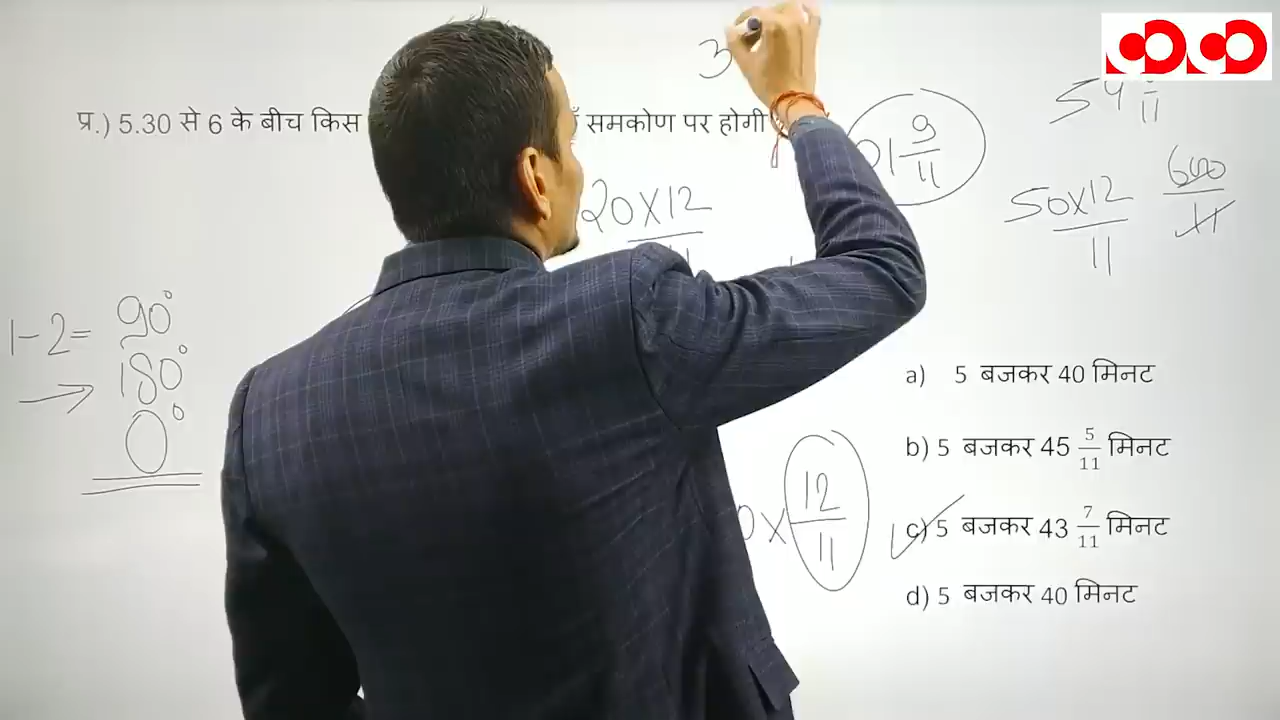 3
54
11
प्र.) 5.30 से 6 के बीच किस समकोण पर होगी
9
11
20X12
50X12
11
600
11
1-2= 90°
180°
0°
a) 5 बजकर 40 मिनट
b) 5 बजकर 45 5/11 मिनट
X 12/11
c) 5 बजकर 43 7/11 मिनट
d) 5 बजकर 40 मिनट